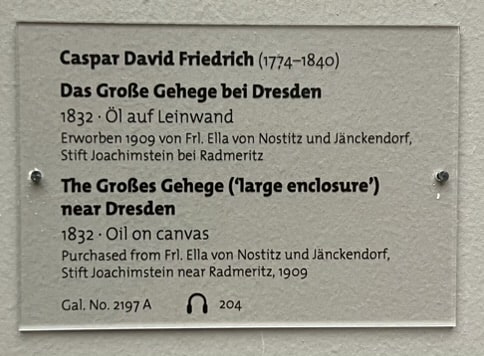 Caspar David Friedrich (1774–1840)
Das Große Gehege bei Dresden
1832 · Öl auf Leinwand
Erworben 1909 von Frl. Ella von Nostitz und Jänckendorf,
Stift Joachimstein bei Radmeritz
The Großes Gehege (‘large enclosure’)
near Dresden
1832 · Oil on canvas
Purchased from Frl. Ella von Nostitz und Jänckendorf,
Stift Joachimstein near Radmeritz, 1909
Gal. No. 2197 A 204